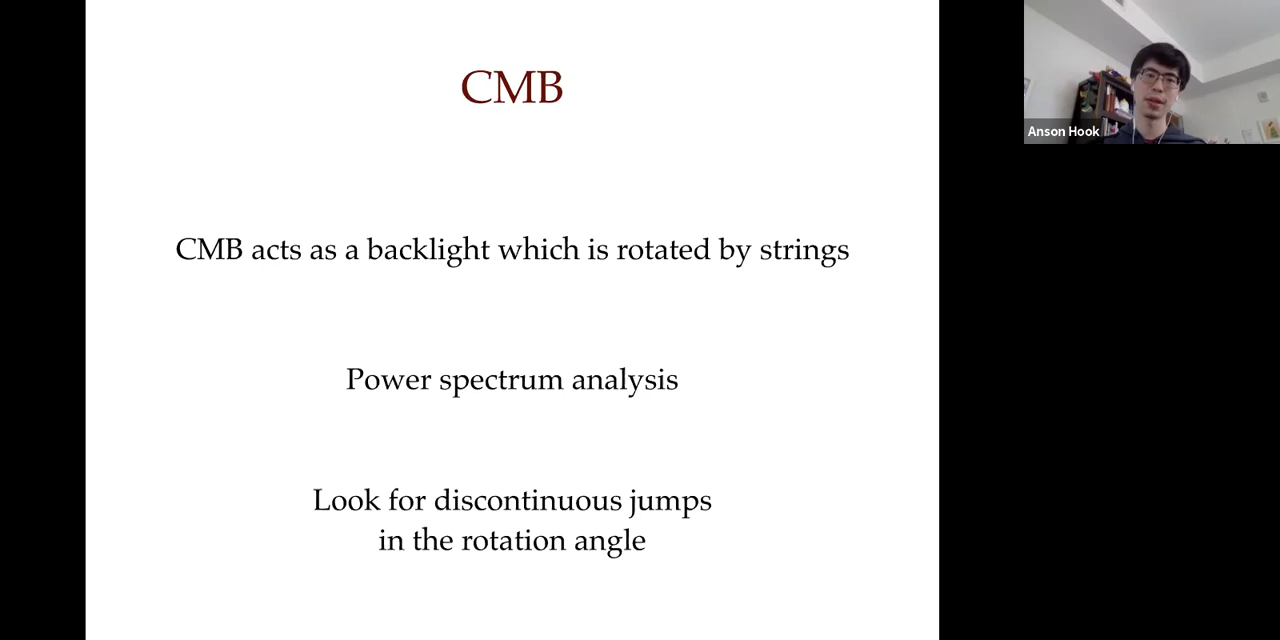 CMB
Anson Hook
CMB acts as a backlight which is rotated by strings
Power spectrum analysis
Look for discontinuous jumps
in the rotation angle